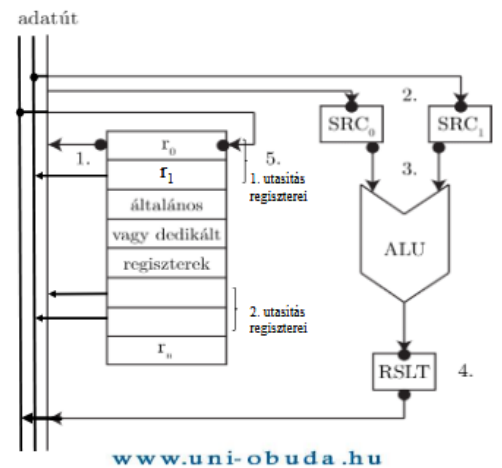 adatút
2.
SRC₀
SRC₁
1.
r₀
5.
r₁
1. utasítás
regiszterei
3.
általános
vagy dedikált
regiszterek
ALU
2. utasítás
regiszterei
rₙ
RSLT
4.
www.uni-obuda.hu